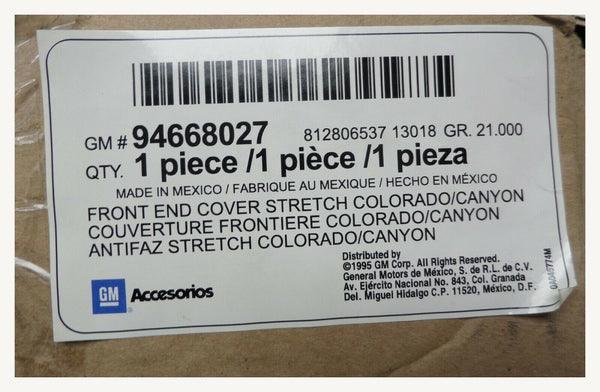 GM # 94668027 812806537 13018 GR. 21.000
QTY. 1 piece /1 pièce /1 pieza
MADE IN MEXICO / FABRIQUE AU MEXIQUE / HECHO EN MÉXICO
FRONT END COVER STRETCH COLORADO/CANYON
COUVERTURE FRONTIERE COLORADO/CANYON
ANTIFAZ STRETCH COLORADO/CANYON
Distributed by
©1995 GM Corp. All Rights Reserved.
General Motors de México, S. de R.L. de C.V.
Av. Ejército Nacional No. 843, Col. Granada
Del. Miguel Hidalgo C.P. 11520, México, D.F.
GM Accesorios